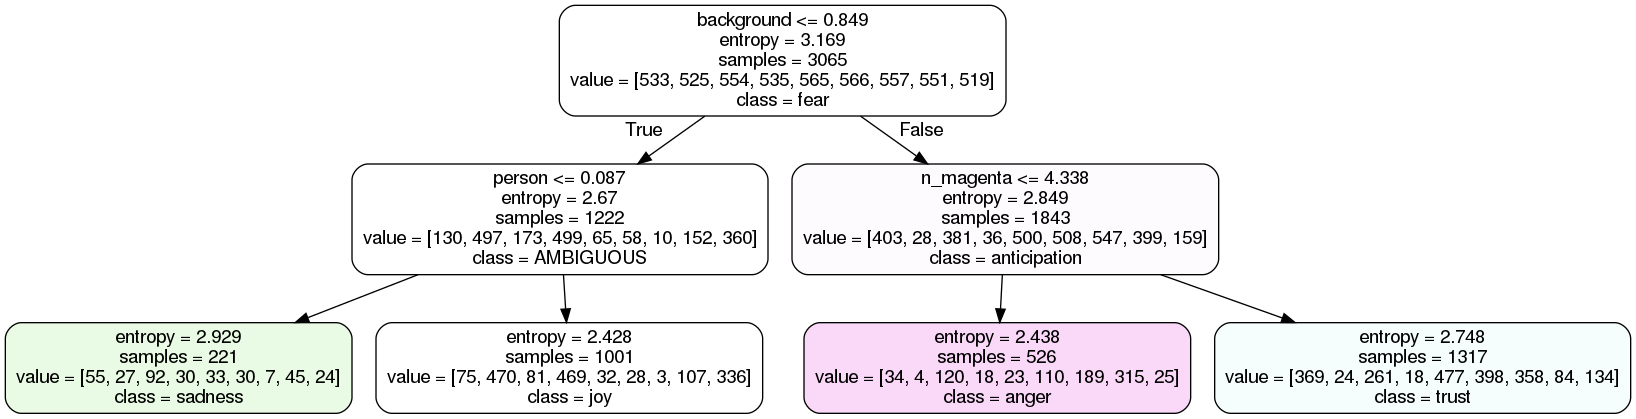 background <= 0.849
entropy = 3.169
samples = 3065
value = [533, 525, 554, 535, 565, 566, 557, 551, 519]
class = fear
True
False
person <= 0.087
entropy = 2.67
samples = 1222
value = [130, 497, 173, 499, 65, 58, 10, 152, 360]
class = AMBIGUOUS
n_magenta <= 4.338
entropy = 2.849
samples = 1843
value = [403, 28, 381, 36, 500, 508, 547, 399, 159]
class = anticipation
entropy = 2.929
samples = 221
value = [55, 27, 92, 30, 33, 30, 7, 45, 24]
class = sadness
entropy = 2.428
samples = 1001
value = [75, 470, 81, 469, 32, 28, 3, 107, 336]
class = joy
entropy = 2.438
samples = 526
value = [34, 4, 120, 18, 23, 110, 189, 315, 25]
class = anger
entropy = 2.748
samples = 1317
value = [369, 24, 261, 18, 477, 398, 358, 84, 134]
class = trust